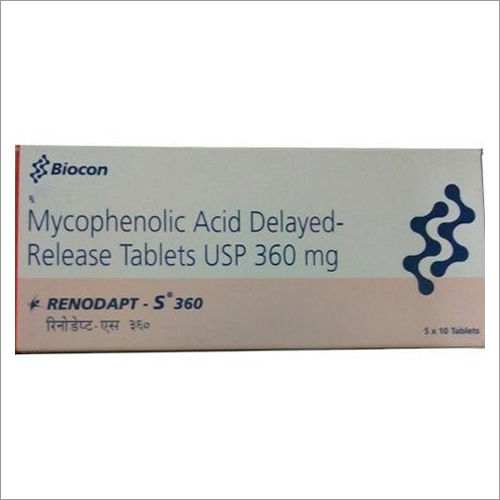 Biocon
℞
Mycophenolic Acid Delayed-
Release Tablets USP 360 mg
RENODAPT - S® 360
रिनोडेप्ट-एस ३६०
5 x 10 Tablets